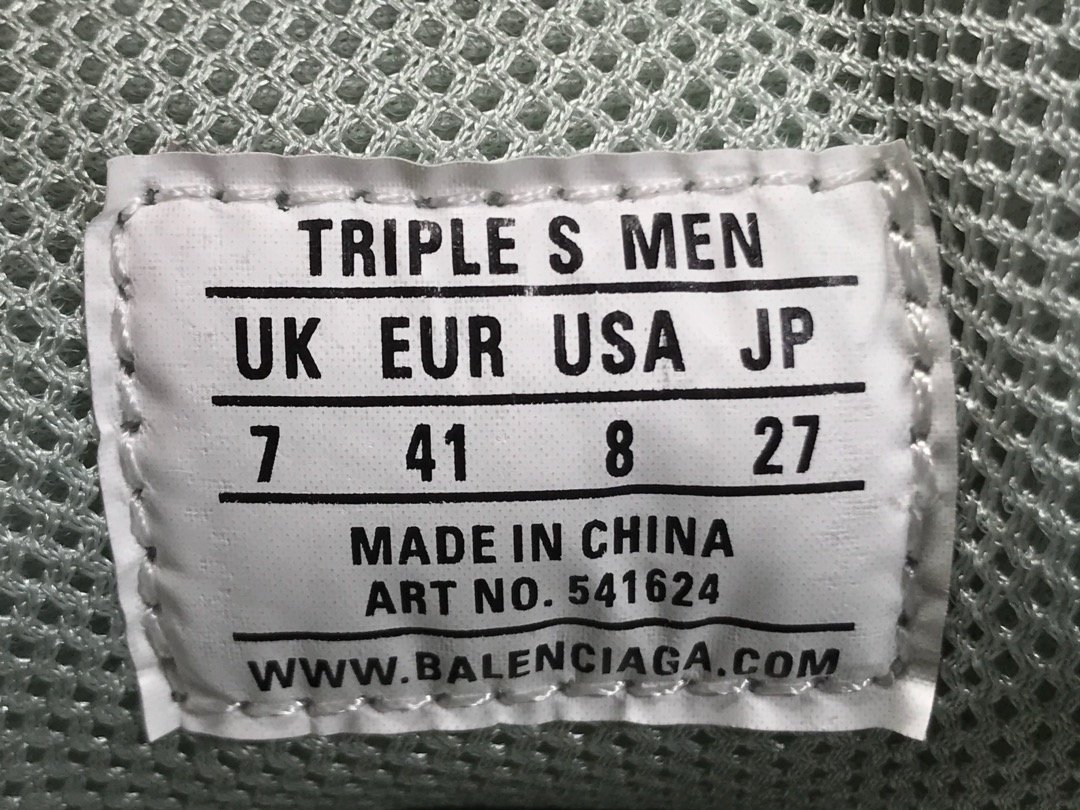 TRIPLE S MEN
UK EUR USA JP
7 41 8 27
MADE IN CHINA
ART NO. 541624
WWW.BALENCIAGA.COM